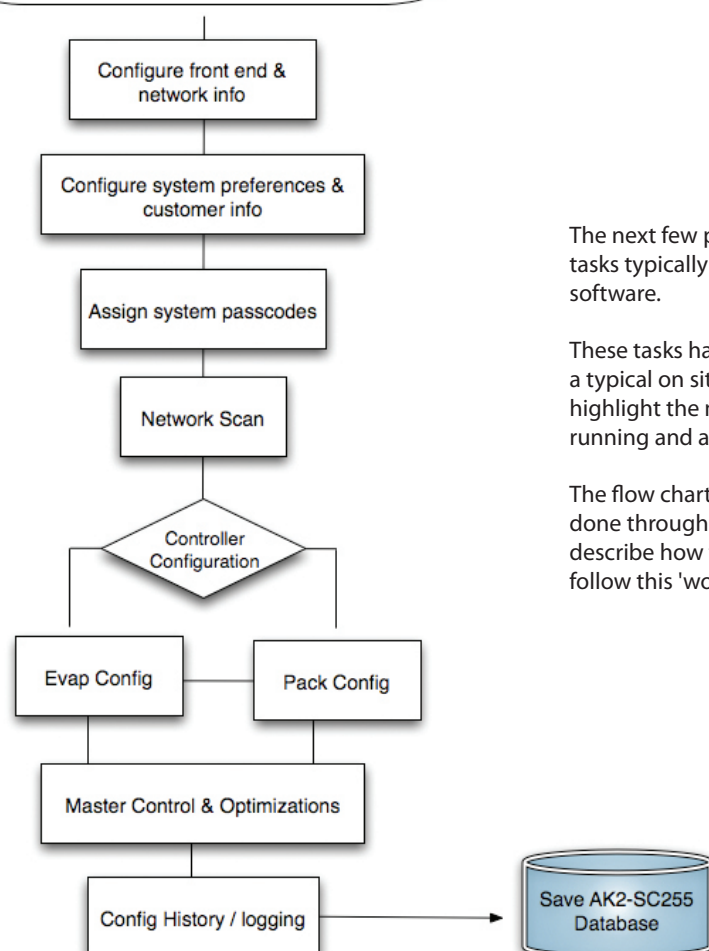 Configure front end &
network info
Configure system preferences &
customer info
Assign system passcodes
Network Scan
Controller
Configuration
Evap Config
Pack Config
Master Control & Optimizations
Config History / logging
Save AK2-SC255
Database
The next few p
tasks typically
software.
These tasks ha
a typical on sit
highlight the
running and a
The flow chart
done through
describe how
follow this 'wo